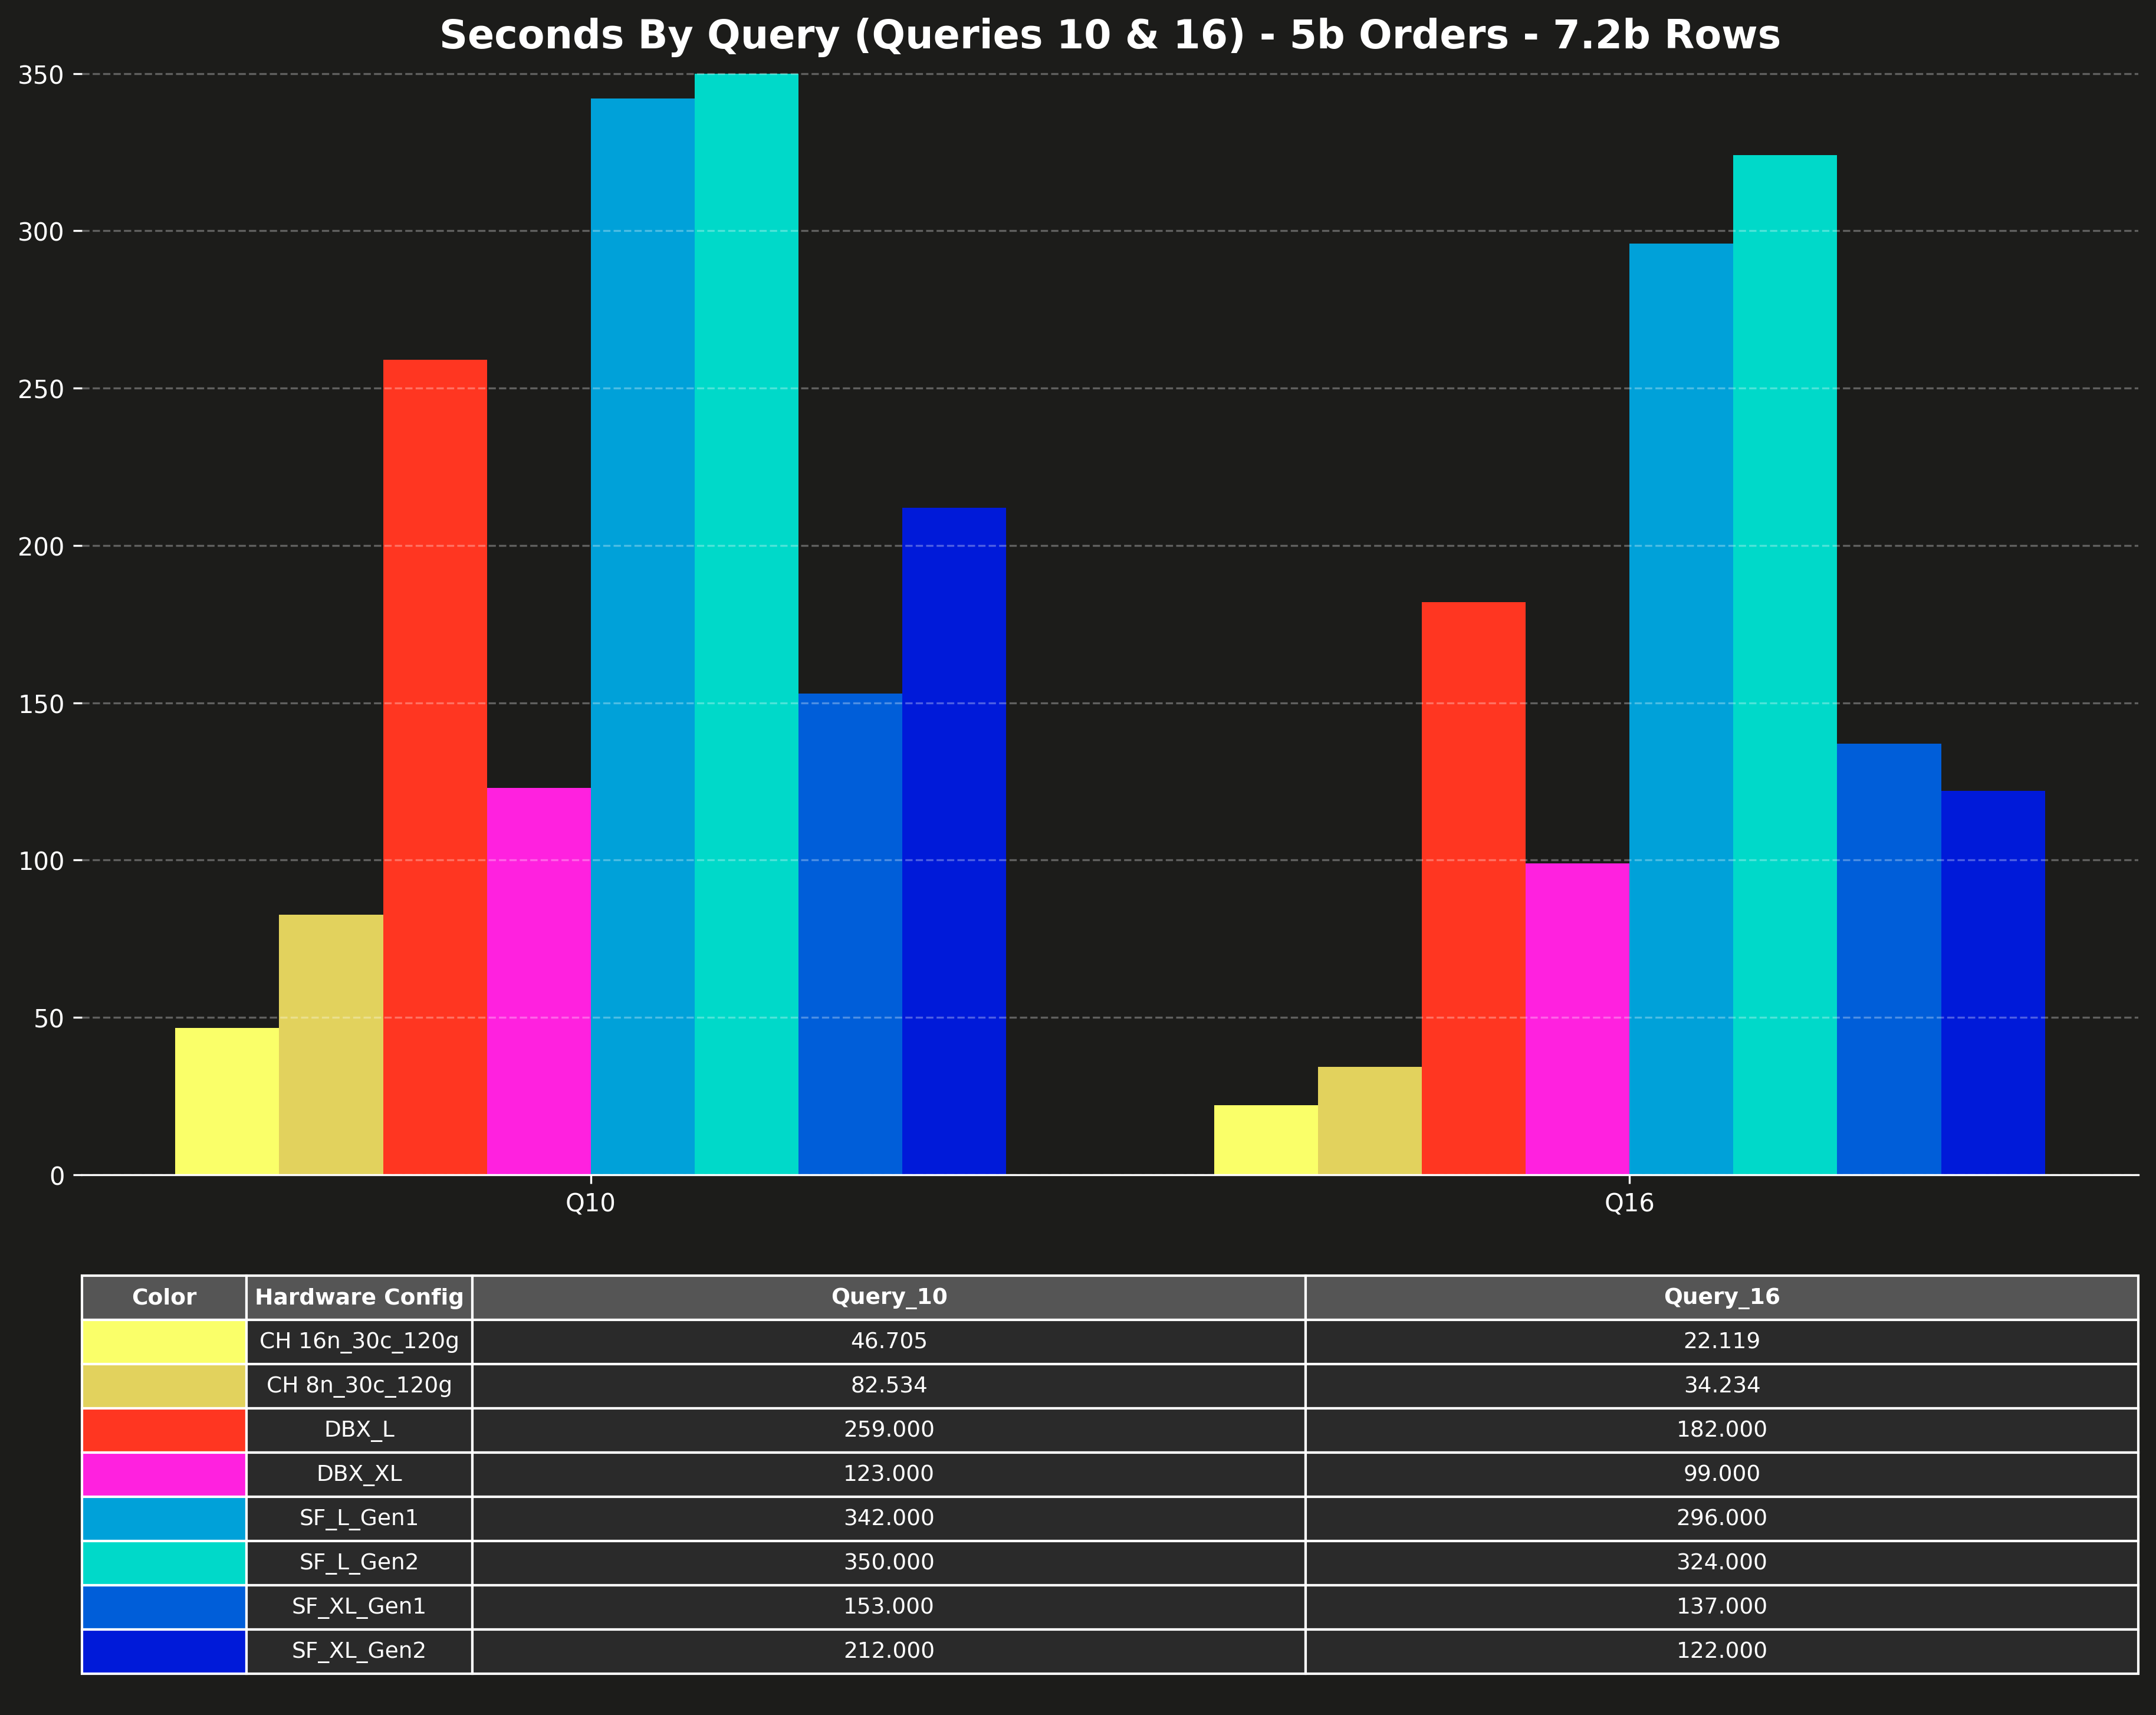 Seconds By Query (Queries 10 & 16) - 5b Orders - 7.2b Rows
350
300
250
200
150
100
50
0
Q10 Q16
Color Hardware Config Query_10 Query_16
CH 16n_30c_120g 46.705 22.119
CH 8n_30c_120g 82.534 34.234
DBX_L 259.000 182.000
DBX_XL 123.000 99.000
SF_L_Gen1 342.000 296.000
SF_L_Gen2 350.000 324.000
SF_XL_Gen1 153.000 137.000
SF_XL_Gen2 212.000 122.000